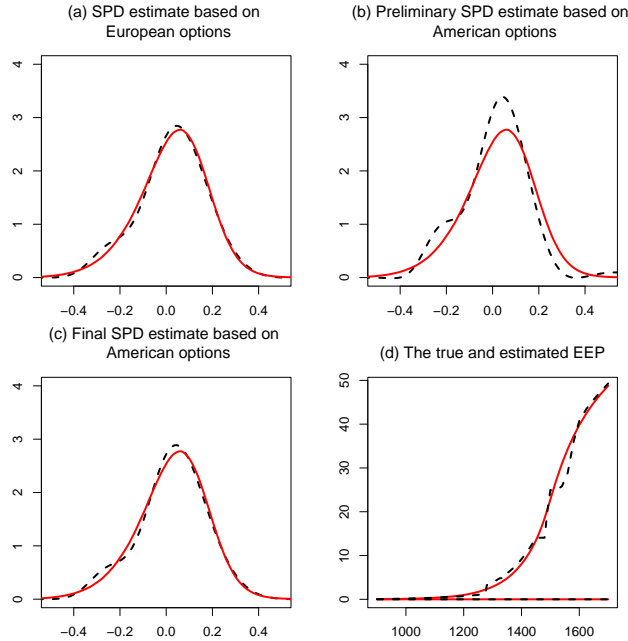 (a) SPD estimate based on
European options
4
3
2
1
0
−0.4 −0.2 0.0 0.2 0.4
(b) Preliminary SPD estimate based on
American options
4
3
2
1
0
−0.4 −0.2 0.0 0.2 0.4
(c) Final SPD estimate based on
American options
4
3
2
1
0
−0.4 −0.2 0.0 0.2 0.4
(d) The true and estimated EEP
50
40
30
20
10
0
1000 1200 1400 1600